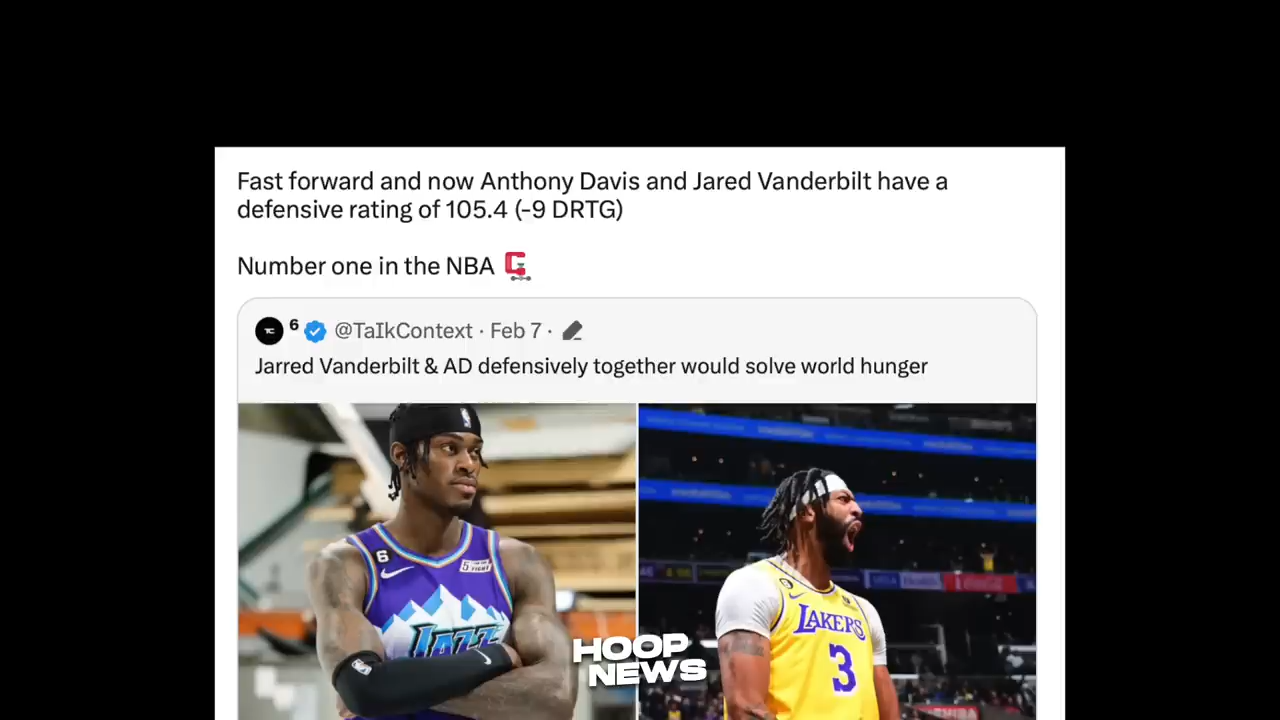 Fast forward and now Anthony Davis and Jared Vanderbilt have a
defensive rating of 105.4 (-9 DRTG)
Number one in the NBA 🗜️
TC 6 @TaIkContext · Feb 7 ·
Jarred Vanderbilt & AD defensively together would solve world hunger
6
JAZZ
LAKERS
3
HOOP
NEWS